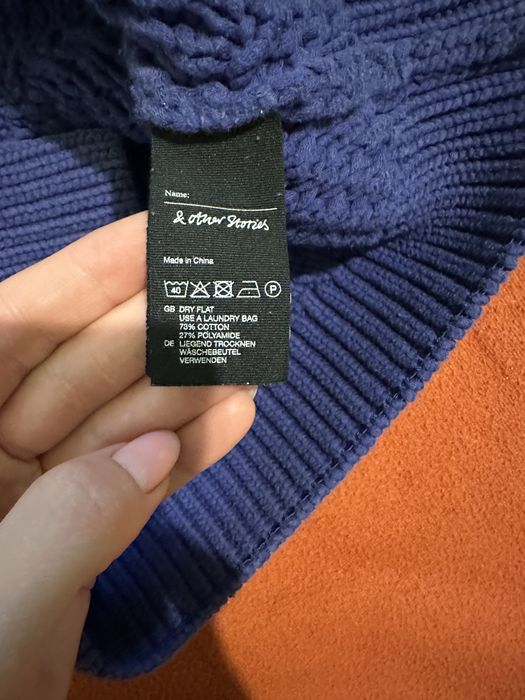 Name:
& other Stories
Made in China
40 P
GB DRY FLAT
USE A LAUNDRY BAG
73% COTTON
27% POLYAMIDE
DE LIEGEND TROCKNEN
WÄSCHEBEUTEL
VERWENDEN